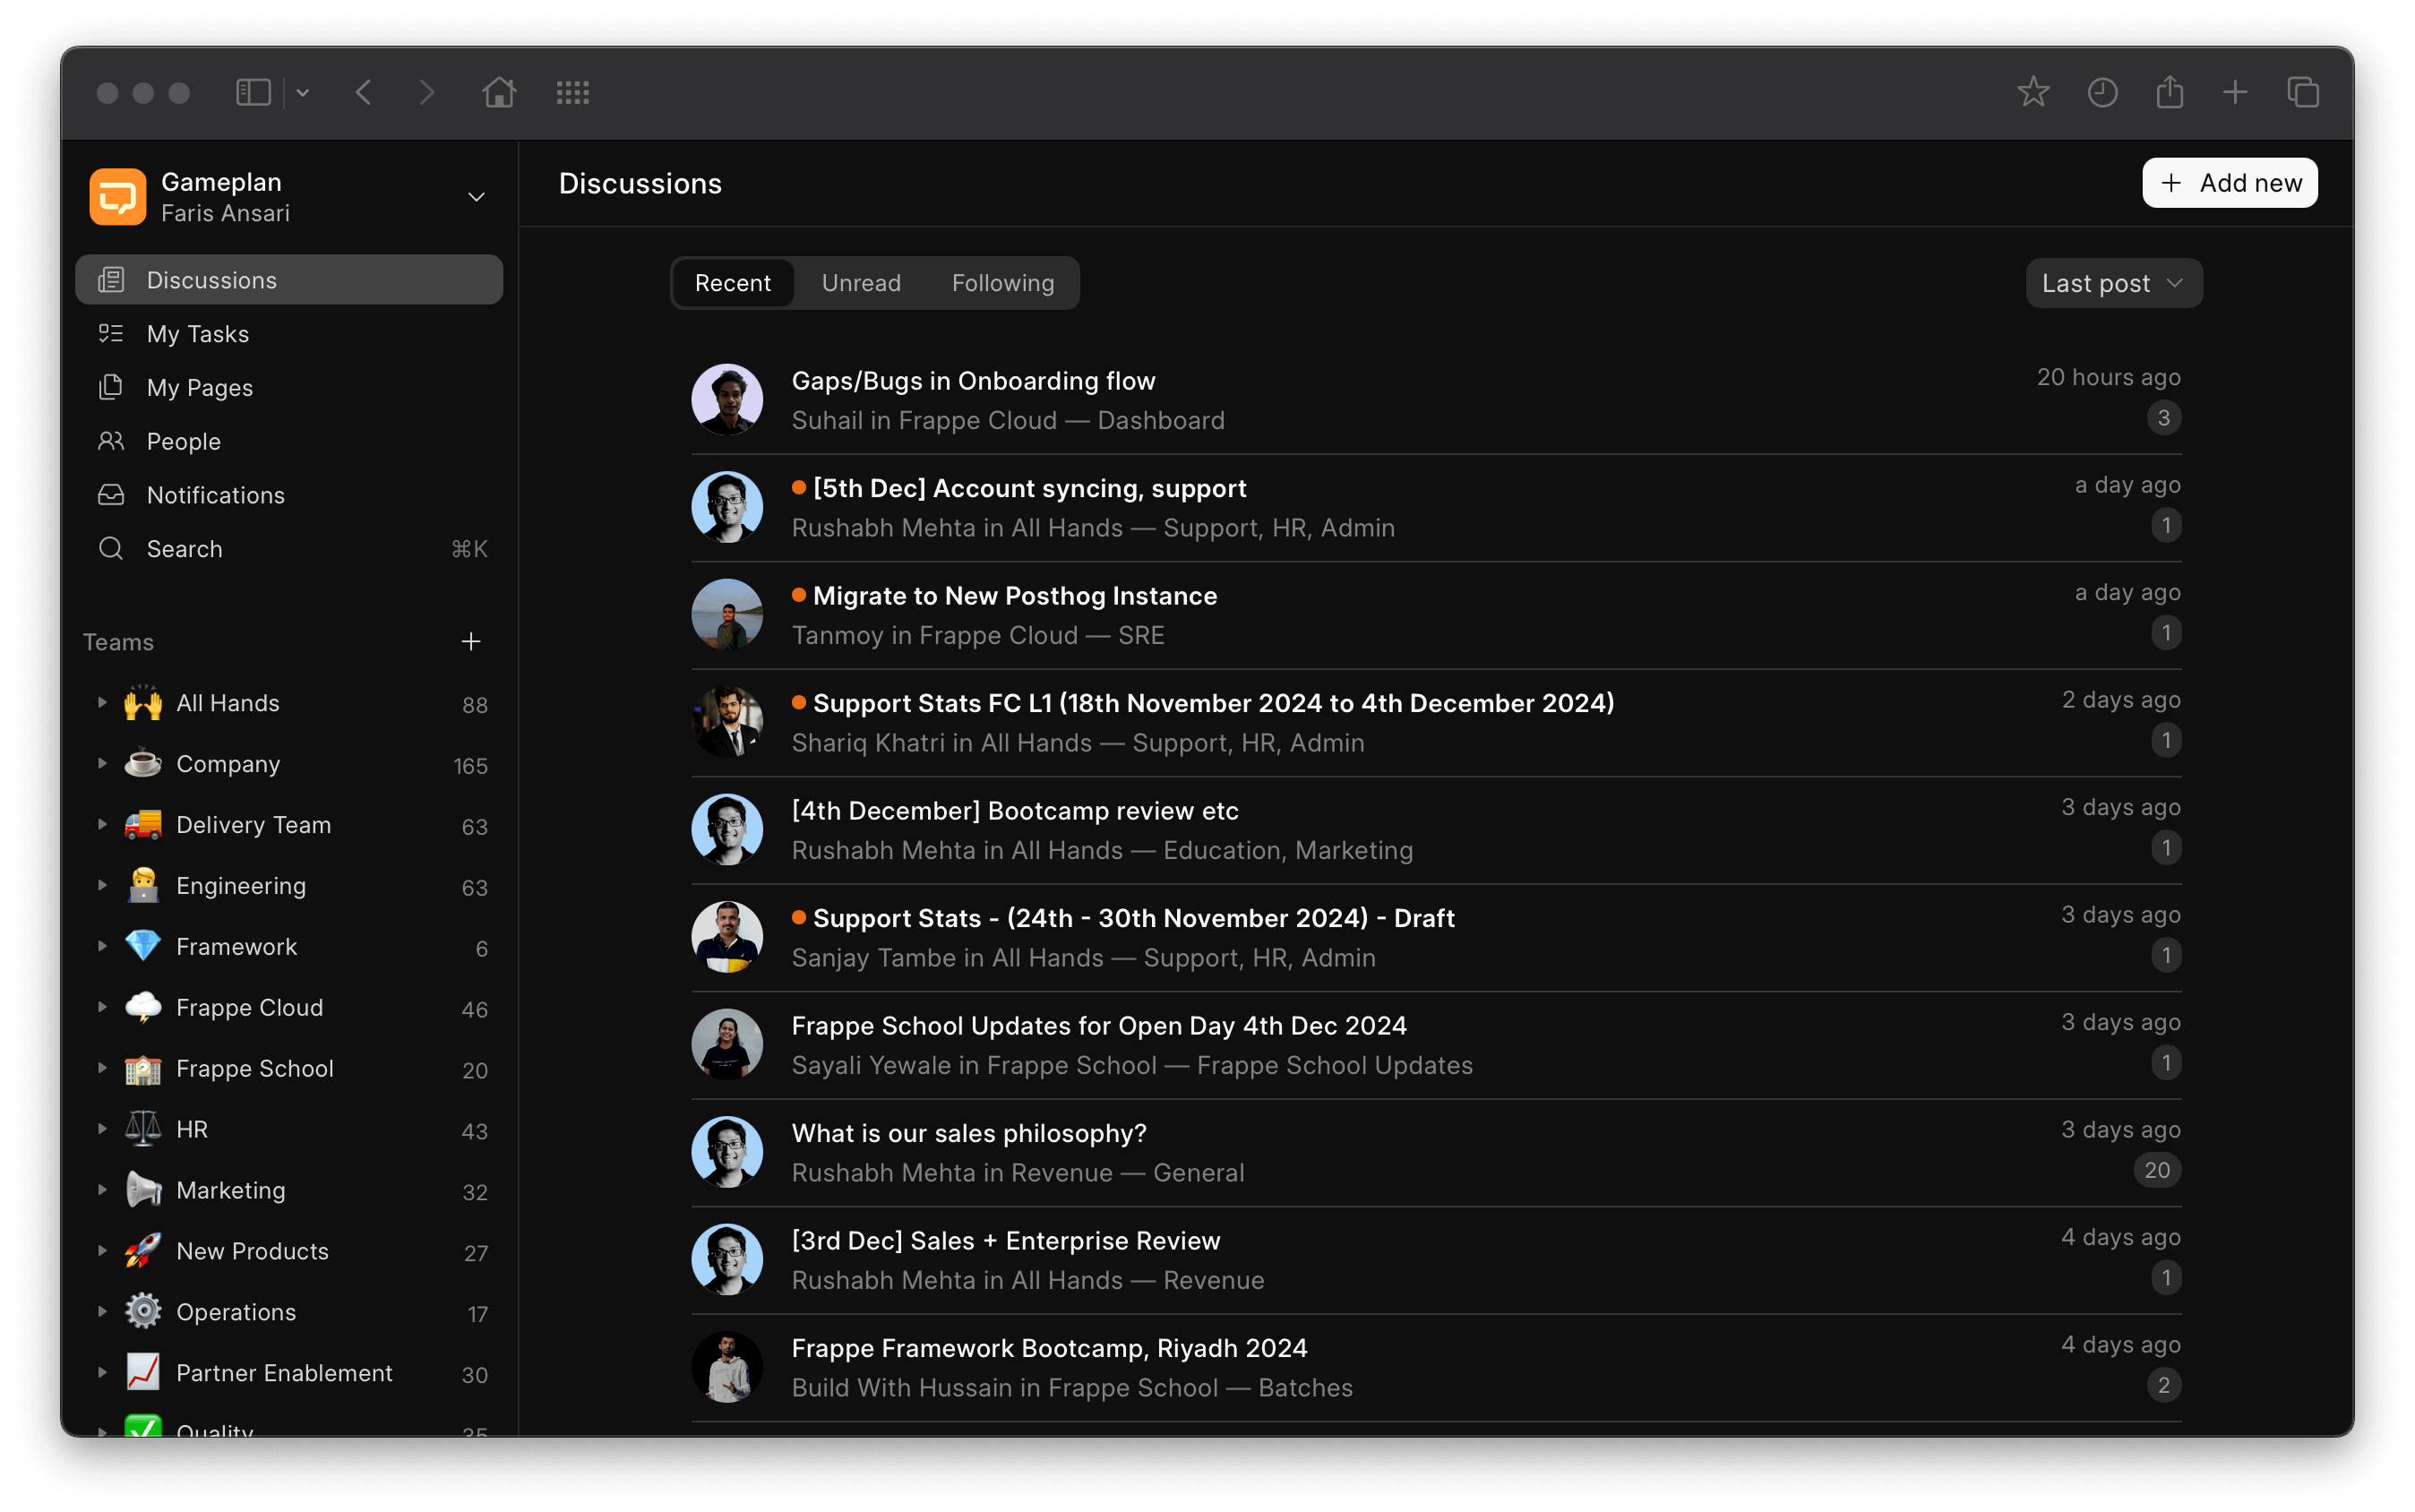 Gameplan
Faris Ansari
Discussions
My Tasks
My Pages
People
Notifications
Search ⌘K
Teams
All Hands 88
Company 165
Delivery Team 63
Engineering 63
Framework 6
Frappe Cloud 46
Frappe School 20
HR 43
Marketing 32
New Products 27
Operations 17
Partner Enablement 30
Quality 35
Discussions
Add new
Recent Unread Following
Last post
Gaps/Bugs in Onboarding flow 20 hours ago
Suhail in Frappe Cloud — Dashboard 3
[5th Dec] Account syncing, support a day ago
Rushabh Mehta in All Hands — Support, HR, Admin 1
Migrate to New Posthog Instance a day ago
Tanmoy in Frappe Cloud — SRE 1
Support Stats FC L1 (18th November 2024 to 4th December 2024) 2 days ago
Shariq Khatri in All Hands — Support, HR, Admin 1
[4th December] Bootcamp review etc 3 days ago
Rushabh Mehta in All Hands — Education, Marketing 1
Support Stats - (24th - 30th November 2024) - Draft 3 days ago
Sanjay Tambe in All Hands — Support, HR, Admin 1
Frappe School Updates for Open Day 4th Dec 2024 3 days ago
Sayali Yewale in Frappe School — Frappe School Updates 1
What is our sales philosophy? 3 days ago
Rushabh Mehta in Revenue — General 20
[3rd Dec] Sales + Enterprise Review 4 days ago
Rushabh Mehta in All Hands — Revenue 1
Frappe Framework Bootcamp, Riyadh 2024 4 days ago
Build With Hussain in Frappe School — Batches 2